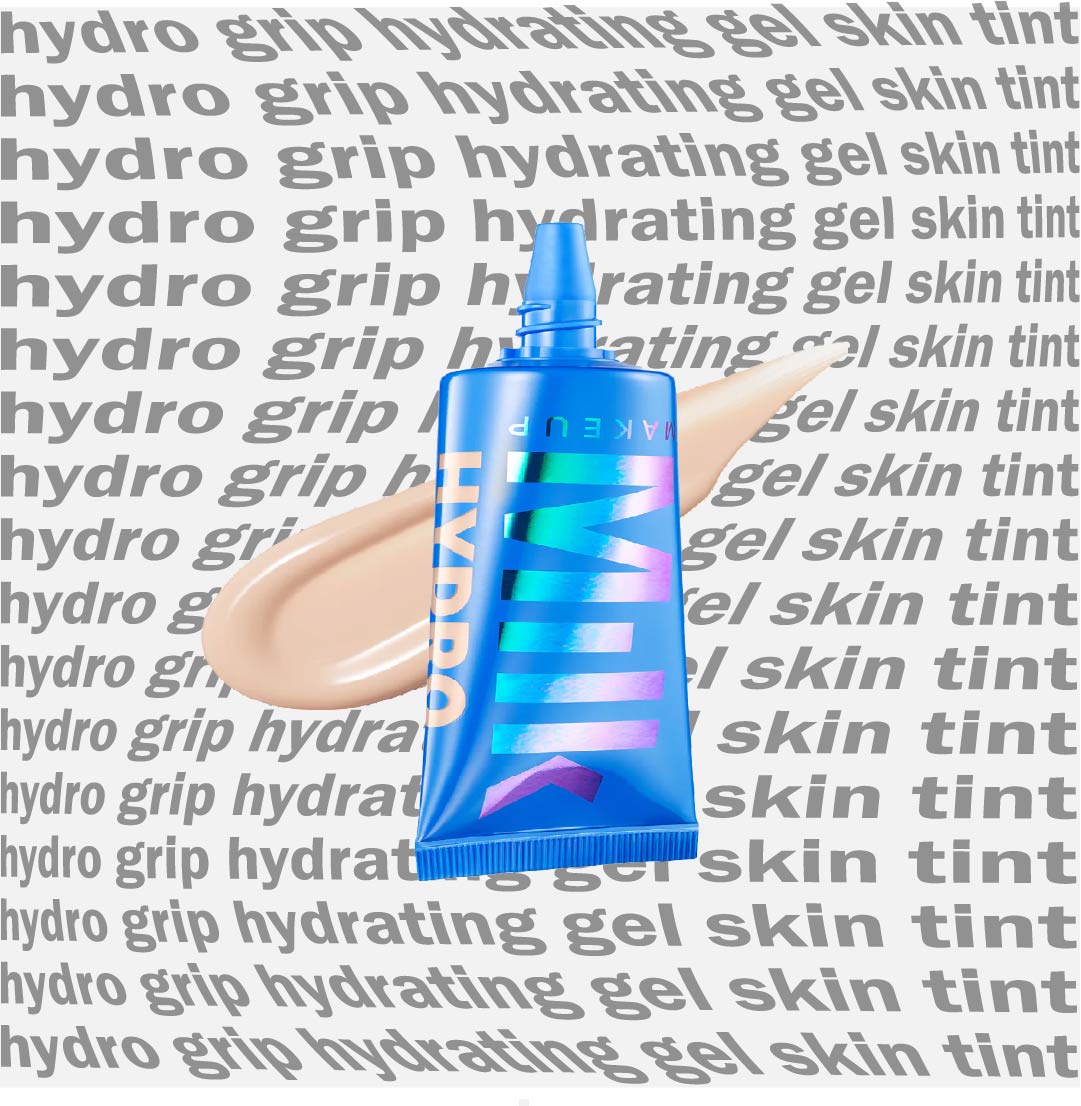 hydro grip hydrating gel skin tint
hydro grip hydrating gel skin tint
hydro grip hydrating gel skin tint
hydro grip hydrating gel skin tint
hydro grip hy rating gel skin tint
hydro grip h ating gel skin tint
hydro grip gel skin tint
hydro grip h gel skin tint
hydro gri gel skin tint
hydro g el skin tint
hydro gr l skin tint
hydro grip hydra l skin tint
hydro grip hydrat skin tint
hydro grip hydrat g gel skin tint
hydro grip hydrating gel skin tint
hydro grip hydrating gel skin tint
hydro grip hydrating gel skin tint
MAKEUP
Milk
HYDRO